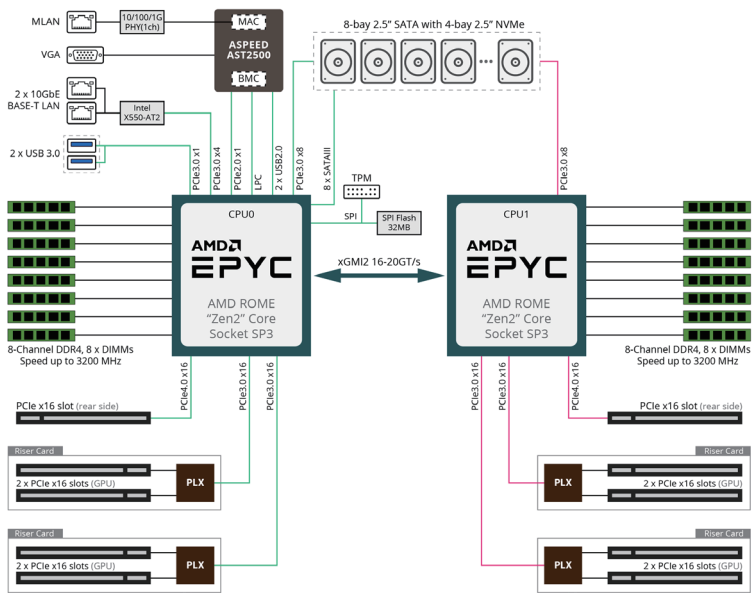 MLAN
10/100/1G
PHY(1ch)
MAC
ASPEED
AST2500
BMC
VGA
2 x 10GbE
BASE-T LAN
Intel
X550-AT2
2 x USB 3.0
8-bay 2.5” SATA with 4-bay 2.5” NVMe
PCIe3.0 x1
PCIe3.0 x4
PCIe2.0 x1
LPC
2 x USB2.0
PCIe3.0 x8
8 x SATAIII
PCIe3.0 x8
TPM
SPI
SPI Flash
32MB
CPU0
AMD
EPYC
AMD ROME
“Zen2” Core
Socket SP3
xGMI2 16-20GT/s
CPU1
AMD
EPYC
AMD ROME
“Zen2” Core
Socket SP3
8-Channel DDR4, 8 x DIMMs
Speed up to 3200 MHz
8-Channel DDR4, 8 x DIMMs
Speed up to 3200 MHz
PCIe4.0 x16
PCIe3.0 x16
PCIe3.0 x16
PCIe3.0 x16
PCIe3.0 x16
PCIe4.0 x16
PCIe x16 slot (rear side)
PCIe x16 slot (rear side)
Riser Card
2 x PCIe x16 slots (GPU)
PLX
Riser Card
PLX
2 x PCIe x16 slots (GPU)
Riser Card
2 x PCIe x16 slots (GPU)
PLX
Riser Card
PLX
2 x PCIe x16 slots (GPU)